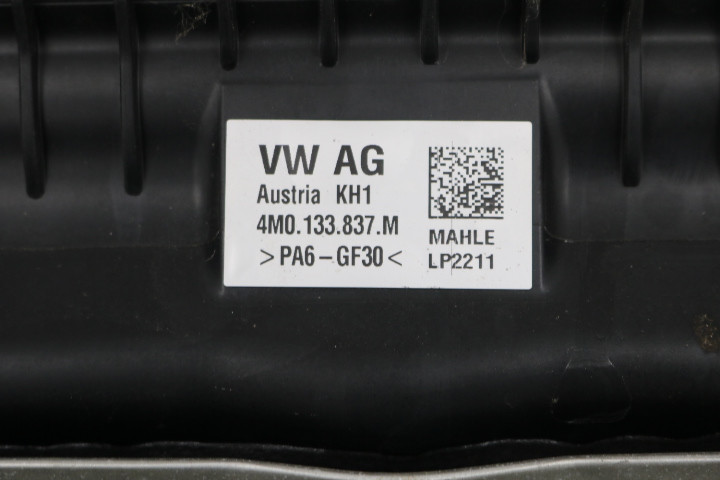 VW AG
Austria KH1
4M0.133.837.M
>PA6-GF30<
MAHLE
LP2211